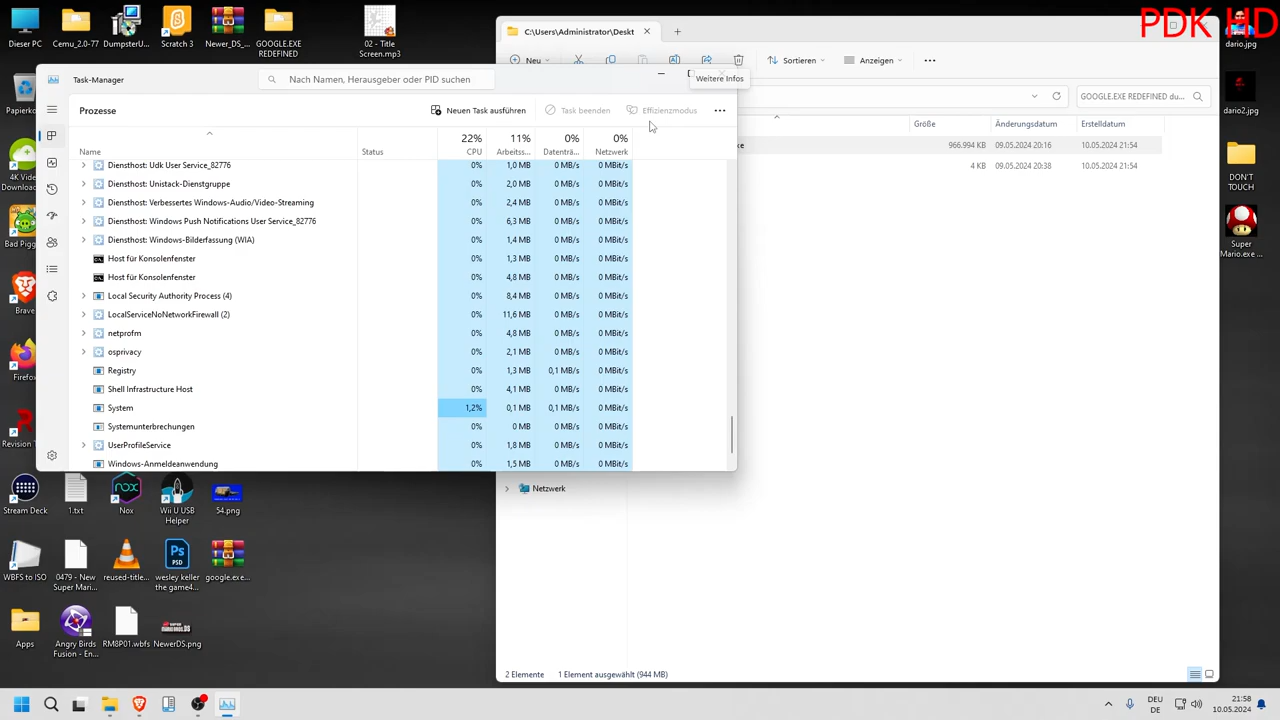 PDK HD
Dieser PC
Cemu_2.0-77
DumpsterU...
Scratch 3
Newer_DS_...
GOOGLE.EXE
REDEFINED
02 - Title
Screen.mp3
C:\Users\Administrator\Deskt
Neu
Sortieren
Anzeigen
GOOGLE.EXE REDEFINED du...
Größe
Änderungsdatum
Erstelldatum
966.994 KB
09.05.2024 20:16
10.05.2024 21:54
4 KB
09.05.2024 20:38
10.05.2024 21:54
Netzwerk
2 Elemente
1 Element ausgewählt (944 MB)
Task-Manager
Nach Namen, Herausgeber oder PID suchen
Weitere Infos
Prozesse
Neuen Task ausführen
Task beenden
Effizienzmodus
22%
11%
0%
0%
Name
Status
CPU
Arbeitss...
Datenträ...
Netzwerk
Diensthost: Udk User Service_82776 0% 1,0 MB 0 MB/s 0 MBit/s
Diensthost: Unistack-Dienstgruppe 0% 2,0 MB 0 MB/s 0 MBit/s
Diensthost: Verbessertes Windows-Audio/Video-Streaming 0% 2,4 MB 0 MB/s 0 MBit/s
Diensthost: Windows Push Notifications User Service_82776 0% 6,3 MB 0 MB/s 0 MBit/s
Diensthost: Windows-Bilderfassung (WIA) 0% 1,4 MB 0 MB/s 0 MBit/s
Host für Konsolenfenster 0% 1,3 MB 0 MB/s 0 MBit/s
Host für Konsolenfenster 0% 4,8 MB 0 MB/s 0 MBit/s
Local Security Authority Process (4) 0% 8,4 MB 0 MB/s 0 MBit/s
LocalServiceNoNetworkFirewall (2) 0% 11,6 MB 0 MB/s 0 MBit/s
netprofm 0% 4,8 MB 0 MB/s 0 MBit/s
osprivacy 0% 2,1 MB 0 MB/s 0 MBit/s
Registry 0% 1,3 MB 0,1 MB/s 0 MBit/s
Shell Infrastructure Host 0% 4,1 MB 0 MB/s 0 MBit/s
System 1,2% 0,1 MB 0,1 MB/s 0 MBit/s
Systemunterbrechungen 0% 0 MB 0 MB/s 0 MBit/s
UserProfileService 0% 1,8 MB 0 MB/s 0 MBit/s
Windows-Anmeldeanwendung 0% 1,5 MB 0 MB/s 0 MBit/s
Papierko
4K Vide
Downloa
Bad Pigg
Brave
Firefox
Revision T
dario.jpg
dario2.jpg
DON'T
TOUCH
Super
Mario.exe ...
Stream Deck
1.txt
Nox
Wii U USB
Helper
54.png
WBFS to ISO
0479 - New
Super Mar...
reused-title...
wesley keller
the game4...
google.exe...
Apps
Angry Birds
Fusion - En...
RM8P01.wbfs
NewerDS.png
DEU
DE
21:58
10.05.2024